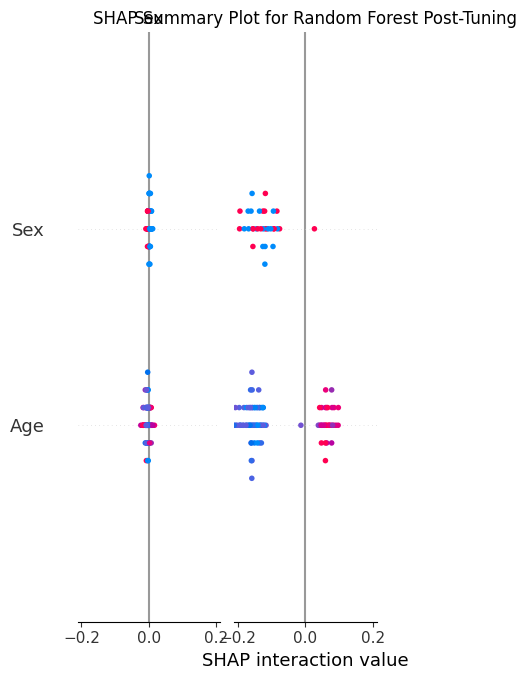 SHAP Summary Plot for Random Forest Post-Tuning
Sex
Sex
Age
−0.2 0.0 0.2 −0.2 0.0 0.2
SHAP interaction value